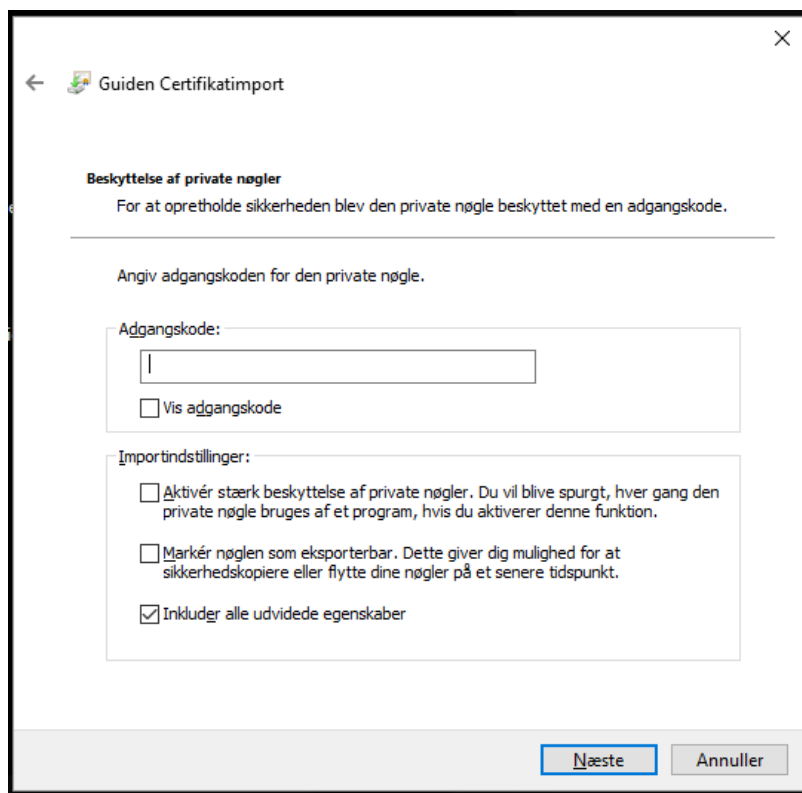 Guiden Certifikatimport
Beskyttelse af private nøgler
For at opretholde sikkerheden blev den private nøgle beskyttet med en adgangskode.
Angiv adgangskoden for den private nøgle.
Adgangskode:
Vis adgangskode
Importindstillinger:
Aktivér stærk beskyttelse af private nøgler. Du vil blive spurgt, hver gang den
private nøgle bruges af et program, hvis du aktiverer denne funktion.
Markér nøglen som eksporterbar. Dette giver dig mulighed for at
sikkerhedskopiere eller flytte dine nøgler på et senere tidspunkt.
Inkluder alle udvidede egenskaber
Næste
Annuller